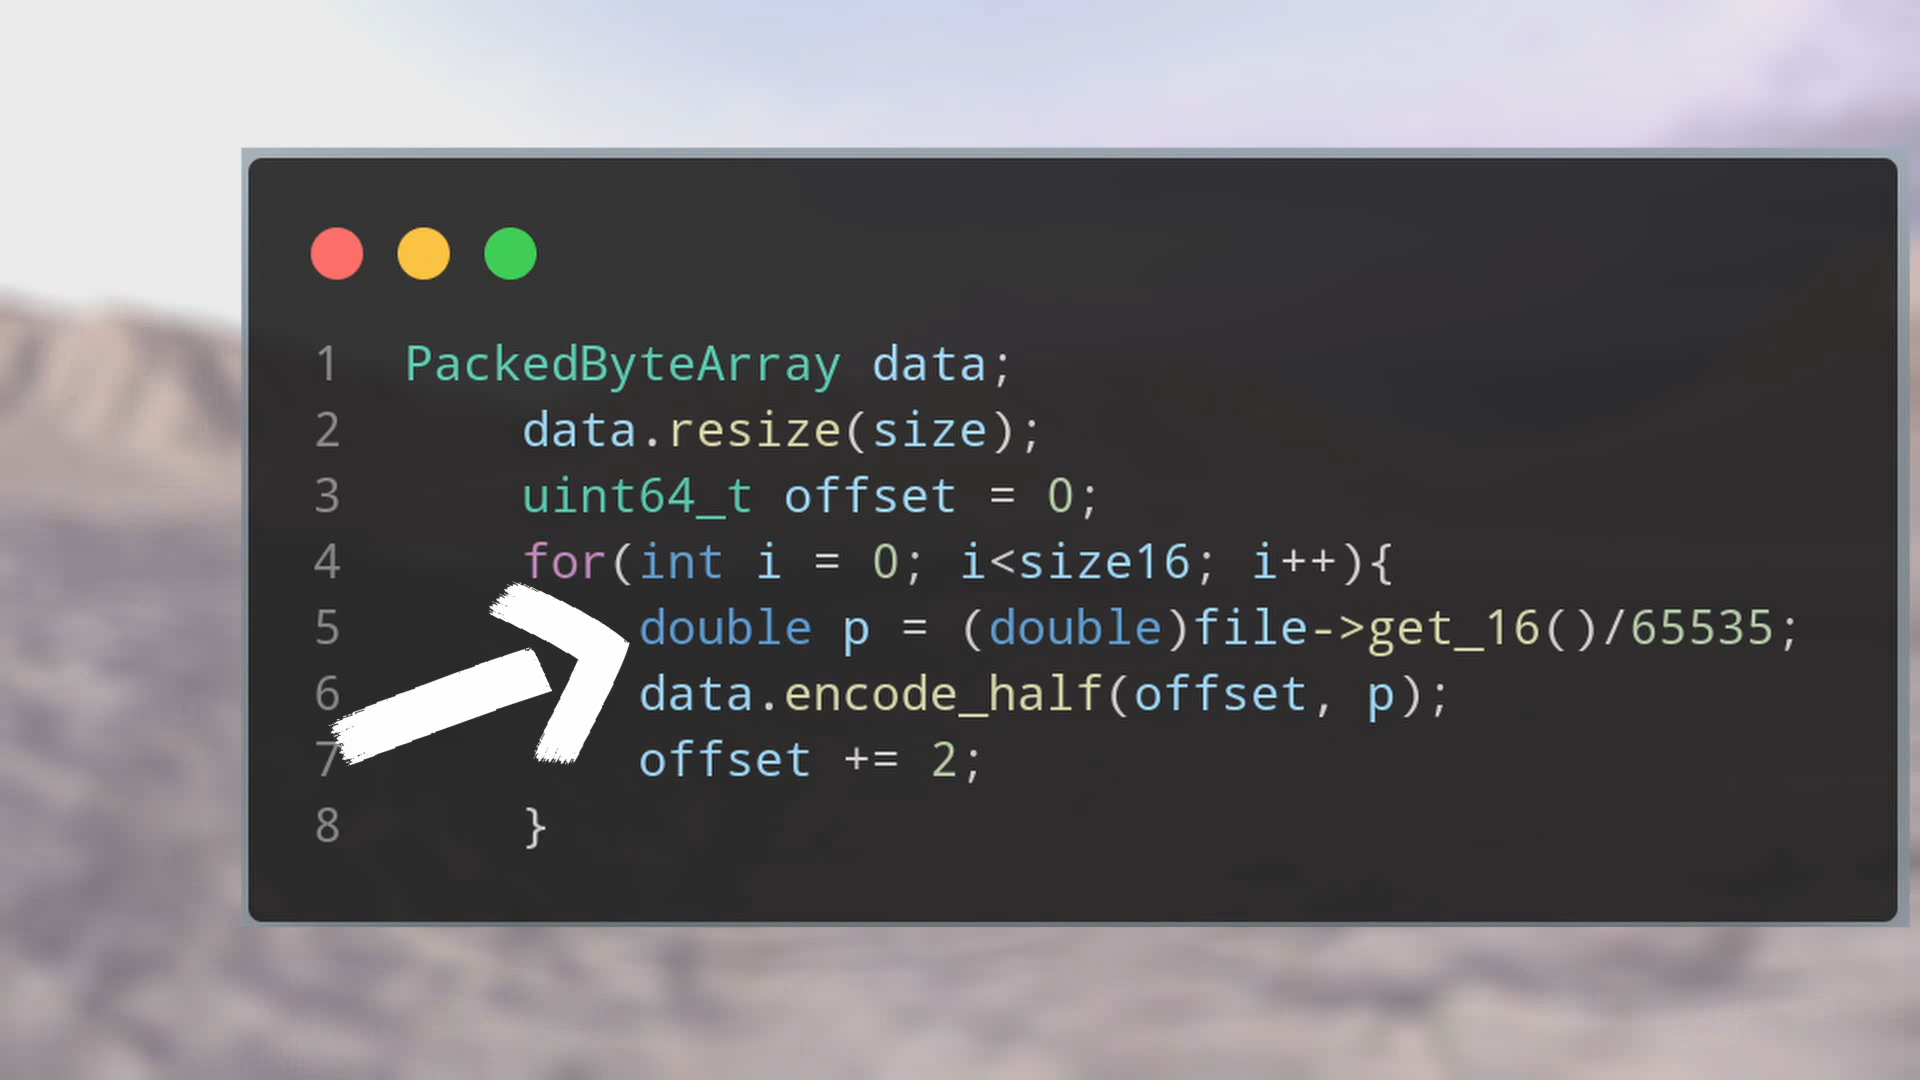 1 PackedByteArray data;
2 data.resize(size);
3 uint64_t offset = 0;
4 for(int i = 0; i<size16; i++){
5 double p = (double)file->get_16()/65535;
6 data.encode_half(offset, p);
7 offset += 2;
8 }